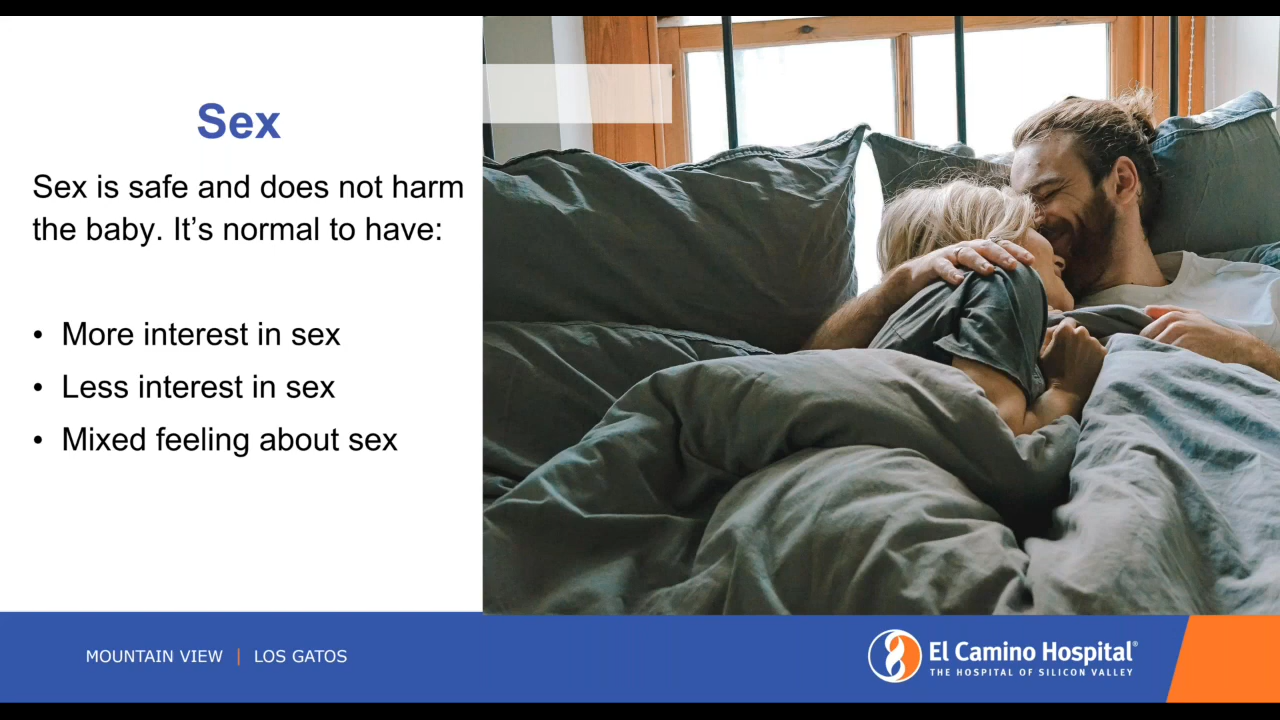 Sex
Sex is safe and does not harm
the baby. It’s normal to have:
• More interest in sex
• Less interest in sex
• Mixed feeling about sex
MOUNTAIN VIEW | LOS GATOS
El Camino Hospital®
THE HOSPITAL OF SILICON VALLEY